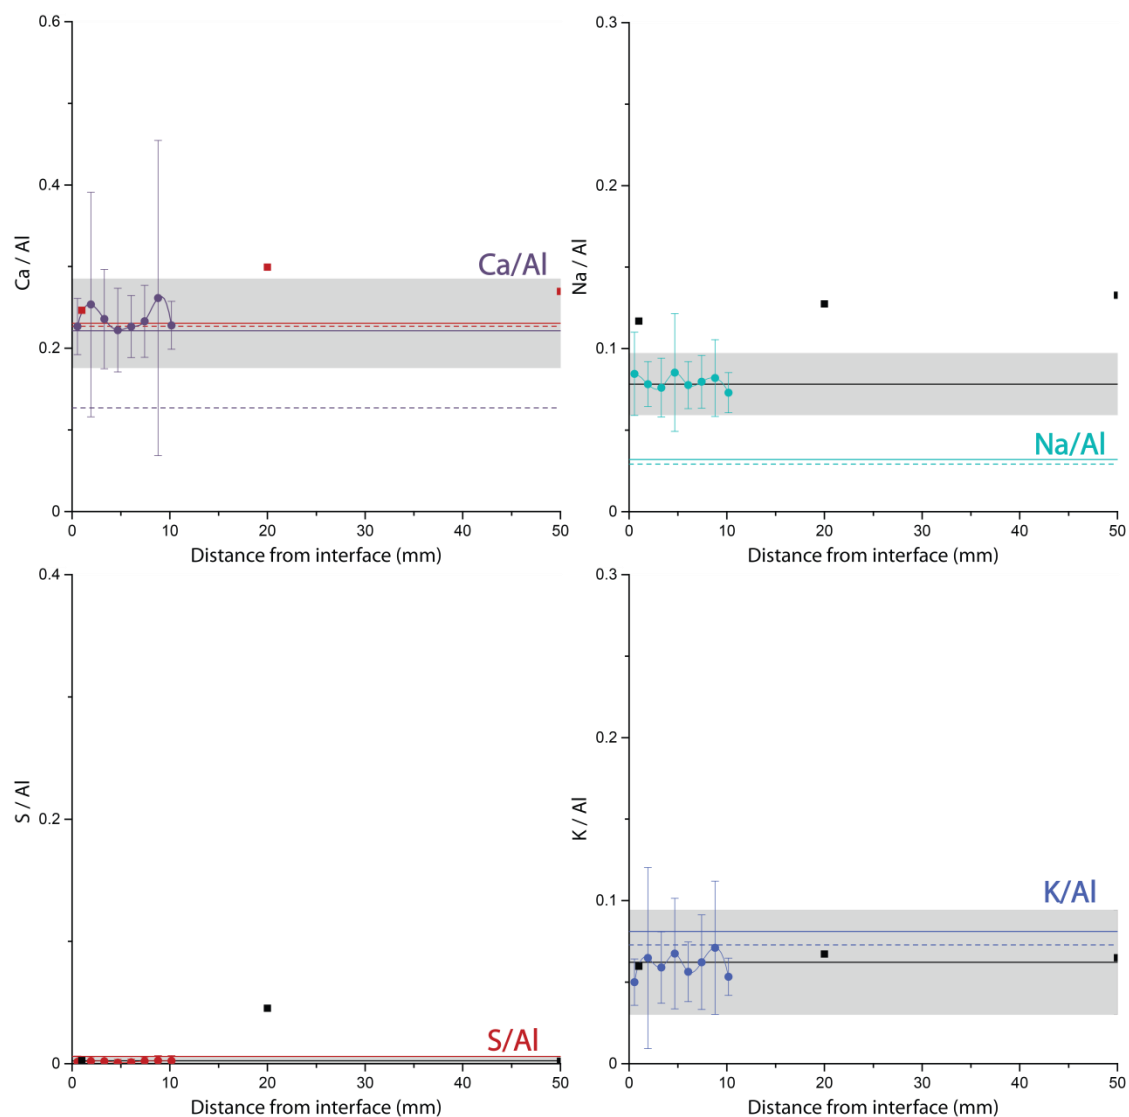 0.6
0.4
0.2
0
Ca / Al
Ca/Al
0 10 20 30 40 50
Distance from interface (mm)
0.3
0.2
0.1
0
Na / Al
Na/Al
0 10 20 30 40 50
Distance from interface (mm)
0.4
0.2
0
S / Al
S/Al
0 10 20 30 40 50
Distance from interface (mm)
0.3
0.2
0.1
0
K / Al
K/Al
0 10 20 30 40 50
Distance from interface (mm)